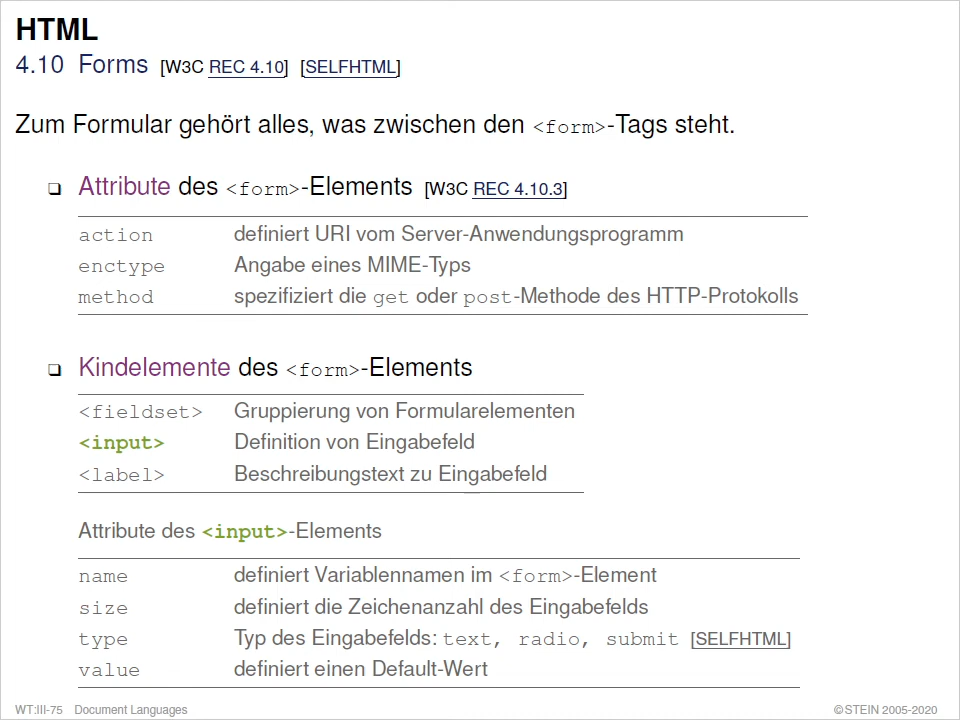 HTML
4.10 Forms [W3C REC 4.10] [SELFHTML]
Zum Formular gehört alles, was zwischen den <form>-Tags steht.
❑ Attribute des <form>-Elements [W3C REC 4.10.3]
action definiert URI vom Server-Anwendungsprogramm
enctype Angabe eines MIME-Typs
method spezifiziert die get oder post-Methode des HTTP-Protokolls
❑ Kindelemente des <form>-Elements
<fieldset> Gruppierung von Formularelementen
<input> Definition von Eingabefeld
<label> Beschreibungstext zu Eingabefeld
Attribute des <input>-Elements
name definiert Variablennamen im <form>-Element
size definiert die Zeichenanzahl des Eingabefelds
type Typ des Eingabefelds: text, radio, submit [SELFHTML]
value definiert einen Default-Wert
WT:III-75 Document Languages ©STEIN 2005-2020